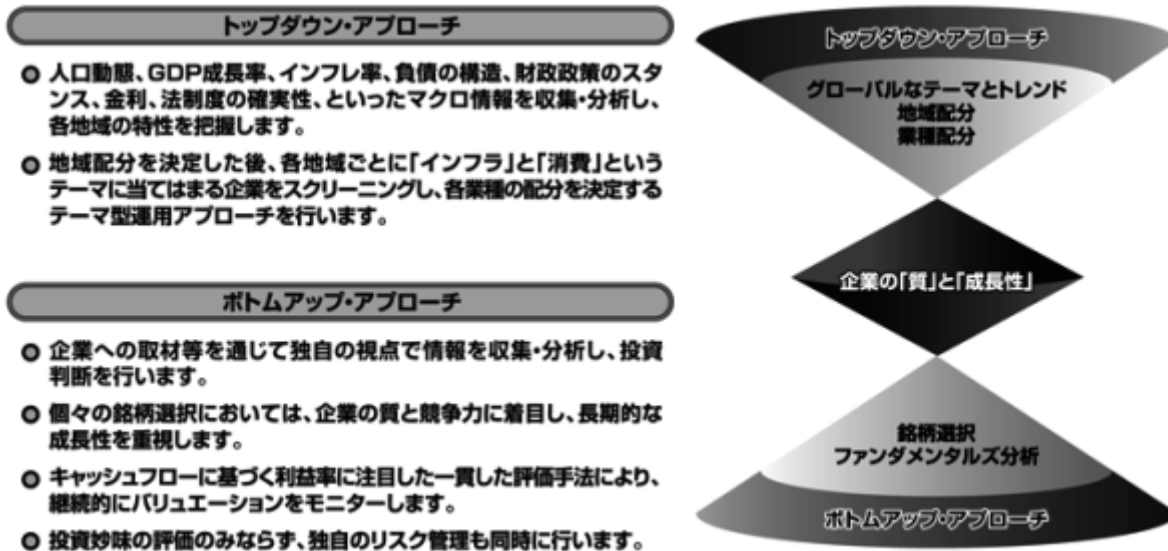 トップダウン・アプローチ
人口動態、GDP成長率、インフレ率、負債の構造、財政政策のスタ
ンス、金利、法制度の確実性、といったマクロ情報を収集・分析し、
各地域の特性を把握します。
地域配分を決定した後、各地域ごとに「インフラ」と「消費」という
テーマに当てはまる企業をスクリーニングし、各業種の配分を決定する
テーマ型運用アプローチを行います。
ボトムアップ・アプローチ
企業への取材等を通じて独自の視点で情報を収集・分析し、投資
判断を行います。
個々の銘柄選択においては、企業の質と競争力に着目し、長期的な
成長性を重視します。
キャッシュフローに基づく利益率に注目した一貫した評価手法により、
継続的にバリュエーションをモニターします。
投資妙味の評価のみならず、独自のリスク管理も同時に行います。
トップダウン・アプローチ
グローバルなテーマとトレンド
地域配分
業種配分
企業の「質」と「成長性」
銘柄選択
ファンダメンタルズ分析
ボトムアップ・アプローチ